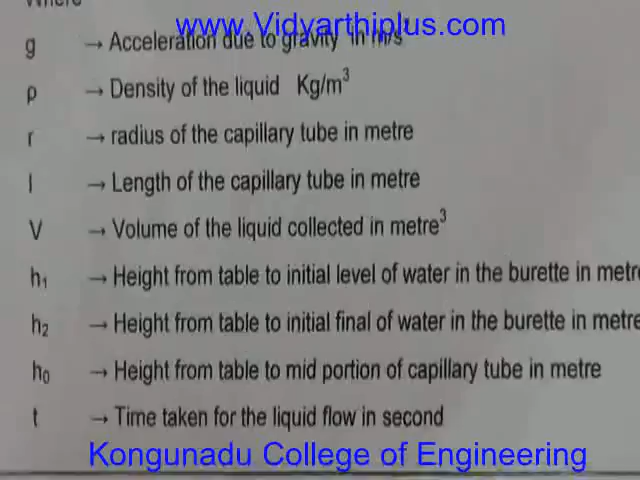 Where
www.Vidyarthiplus.com
g → Acceleration due to gravity in m/s²
ρ → Density of the liquid Kg/m³
r → radius of the capillary tube in metre
l → Length of the capillary tube in metre
V → Volume of the liquid collected in metre³
h₁ → Height from table to initial level of water in the burette in metre
h₂ → Height from table to initial final of water in the burette in metre
h₀ → Height from table to mid portion of capillary tube in metre
t → Time taken for the liquid flow in second
Kongunadu College of Engineering